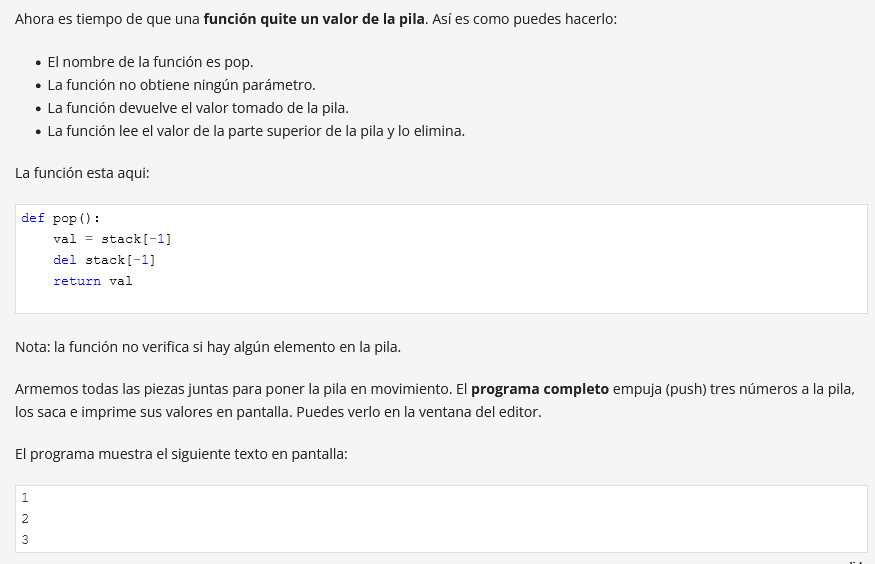 Ahora es tiempo de que una función quite un valor de la pila. Así es como puedes hacerlo:
• El nombre de la función es pop.
• La función no obtiene ningún parámetro.
• La función devuelve el valor tomado de la pila.
• La función lee el valor de la parte superior de la pila y lo elimina.
La función esta aqui:
def pop():
    val = stack[-1]
    del stack[-1]
    return val
Nota: la función no verifica si hay algún elemento en la pila.
Armemos todas las piezas juntas para poner la pila en movimiento. El programa completo empuja (push) tres números a la pila,
los saca e imprime sus valores en pantalla. Puedes verlo en la ventana del editor.
El programa muestra el siguiente texto en pantalla:
1
2
3